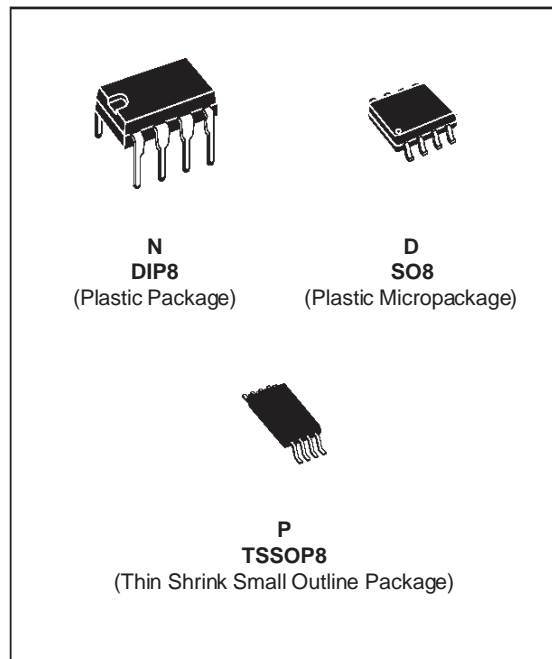 N
DIP8
(Plastic Package)
D
SO8
(Plastic Micropackage)
P
TSSOP8
(Thin Shrink Small Outline Package)